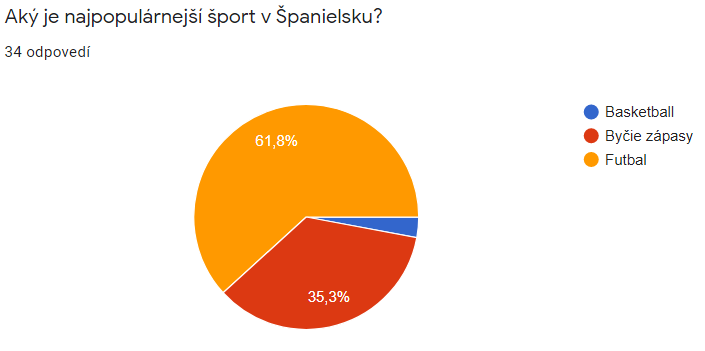 Aký je najpopulárnejší šport v Španielsku?
34 odpovedí
61,8%
35,3%
Basketball
Byčie zápasy
Futbal